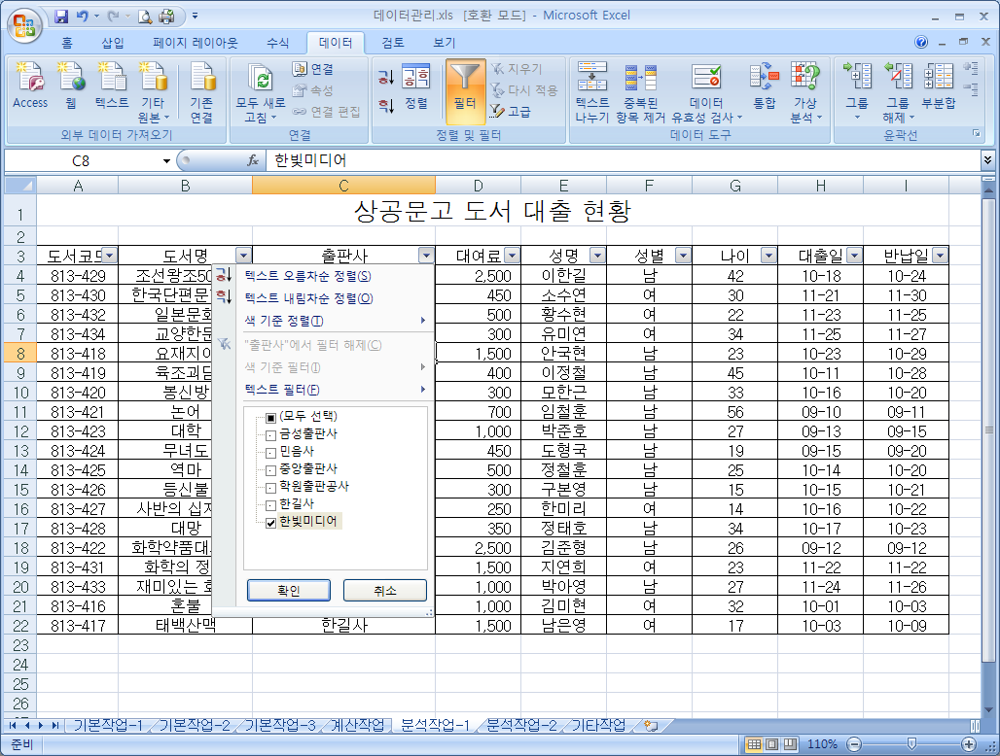 데이터관리.xls [호환 모드] - Microsoft Excel
홈 삽입 페이지 레이아웃 수식 데이터 검토 보기
Access 웹 텍스트 기타 원본 기존 연결
외부 데이터 가져오기
모두 새로 고침 연결 속성 연결 편집
연결
정렬 필터 지우기 다시 적용 고급
정렬 및 필터
텍스트 나누기 중복된 항목 제거 데이터 유효성 검사 통합 가상 분석
데이터 도구
그룹 그룹 해제 부분합
윤곽선
C8 fx 한빛미디어
A B C D E F G H I
1 상공문고 도서 대출 현황
2
3 도서코드 도서명 출판사 대여료 성명 성별 나이 대출일 반납일
4 813-429 조선왕조50 2,500 이한길 남 42 10-18 10-24
5 813-430 한국단편문 450 소수연 여 30 11-21 11-30
6 813-432 일본문화 500 황수현 여 22 11-23 11-25
7 813-434 교양한문 300 유미연 여 34 11-25 11-27
8 813-418 요재지이 1,500 안국현 남 23 10-23 10-29
9 813-419 육조괴담 400 이정철 남 45 10-11 10-28
10 813-420 봉신방 300 모한근 남 33 10-16 10-20
11 813-421 논어 700 임철훈 남 56 09-10 09-11
12 813-423 대학 1,000 박준호 남 27 09-13 09-15
13 813-424 무녀도 450 도형국 남 19 09-15 09-20
14 813-425 역마 500 정철훈 남 25 10-14 10-20
15 813-426 등신불 300 구본영 남 15 10-15 10-21
16 813-427 사반의 십자 250 한미리 여 14 10-16 10-22
17 813-428 대망 350 정태호 남 34 10-17 10-23
18 813-422 화학약품대 2,500 김준형 남 26 09-12 09-12
19 813-431 화학의 정 1,500 지연희 여 23 11-22 11-22
20 813-433 재미있는 화 1,000 박아영 남 27 11-24 11-26
21 813-416 혼불 1,000 김미현 여 32 10-01 10-03
22 813-417 태백산맥 한길사 1,500 남은영 여 17 10-03 10-09
23
24
25
26
텍스트 오름차순 정렬(S)
텍스트 내림차순 정렬(O)
색 기준 정렬(T)
"출판사"에서 필터 해제(C)
색 기준 필터(I)
텍스트 필터(F)
(모두 선택)
금성출판사
민음사
중앙출판사
학원출판공사
한길사
한빛미디어
확인 취소
기본작업-1 기본작업-2 기본작업-3 계산작업 분석작업-1 분석작업-2 기타작업
준비 110%